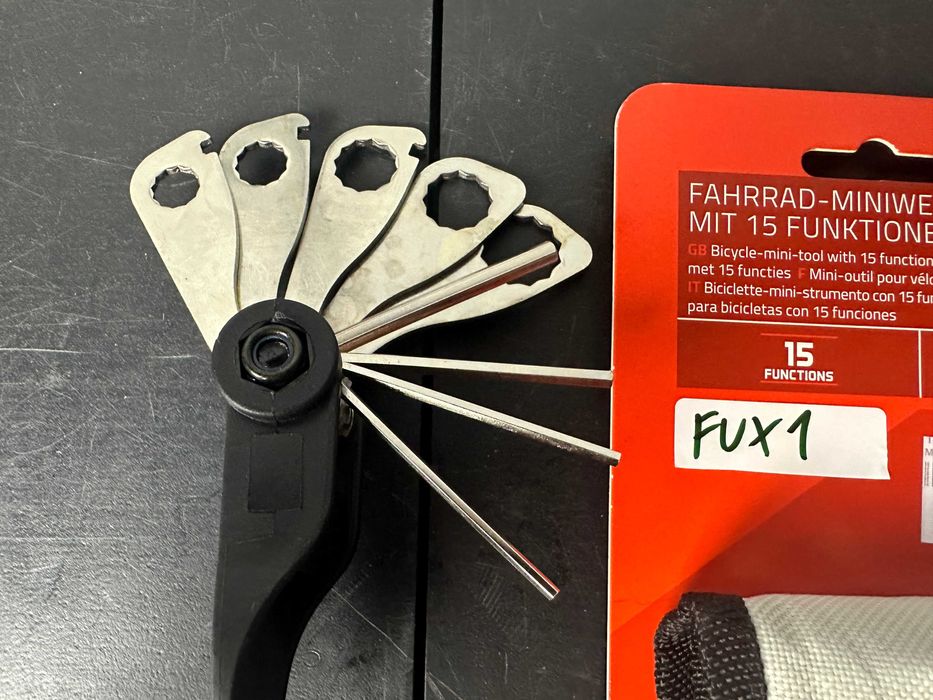 FAHRRAD-MINIWE
MIT 15 FUNKTIONE
GB Bicycle-mini-tool with 15 function
met 15 functies F Mini-outil pour vélo
IT Biciclette-mini-strumento con 15 fun
para bicicletas con 15 funciones
15
FUNCTIONS
FUX1